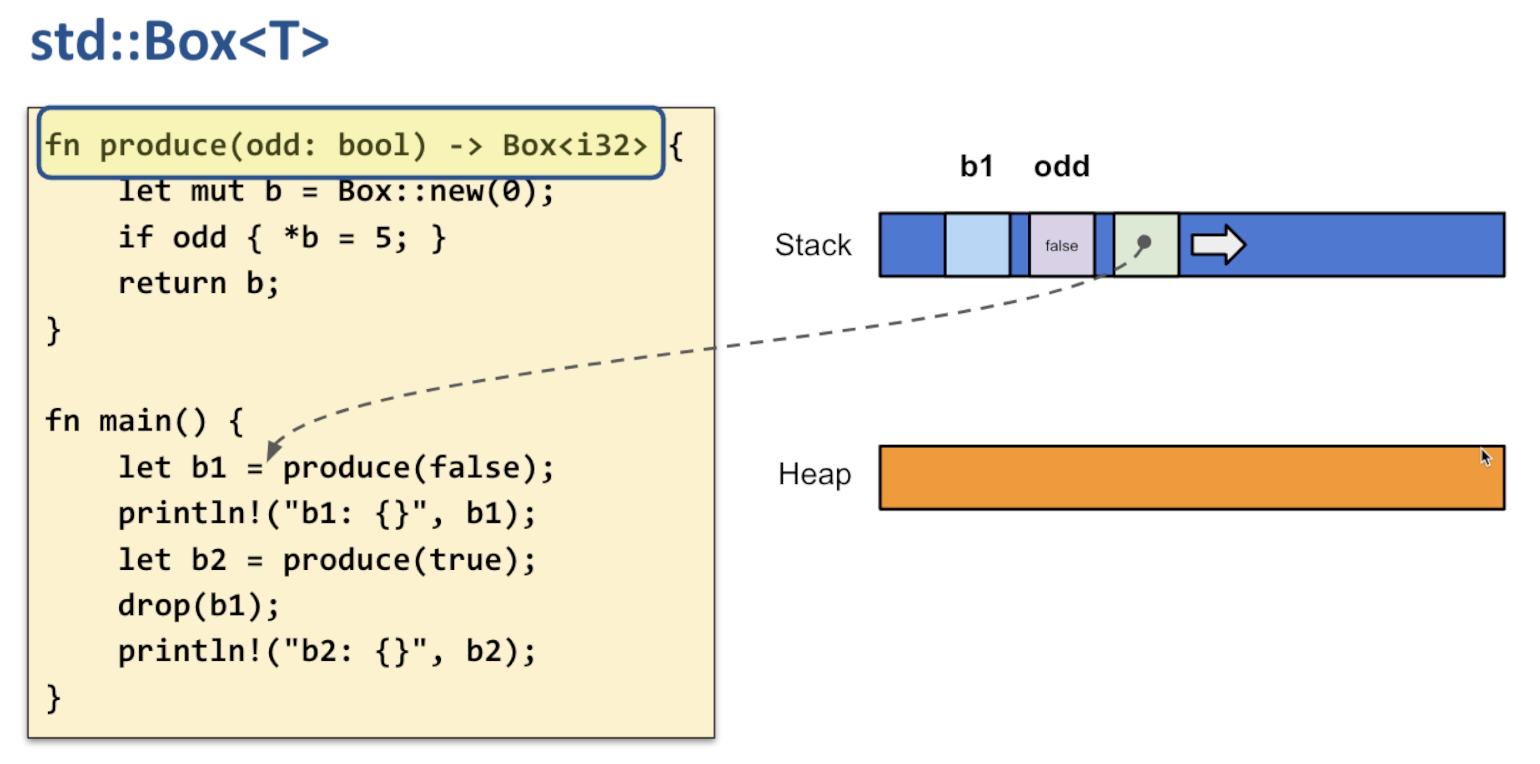 std::Box<T>
fn produce(odd: bool) -> Box<i32> {
    let mut b = Box::new(0);
    if odd { *b = 5; }
    return b;
}
fn main() {
    let b1 = produce(false);
    println!("b1: {}", b1);
    let b2 = produce(true);
    drop(b1);
    println!("b2: {}", b2);
}
b1 odd
Stack false
Heap